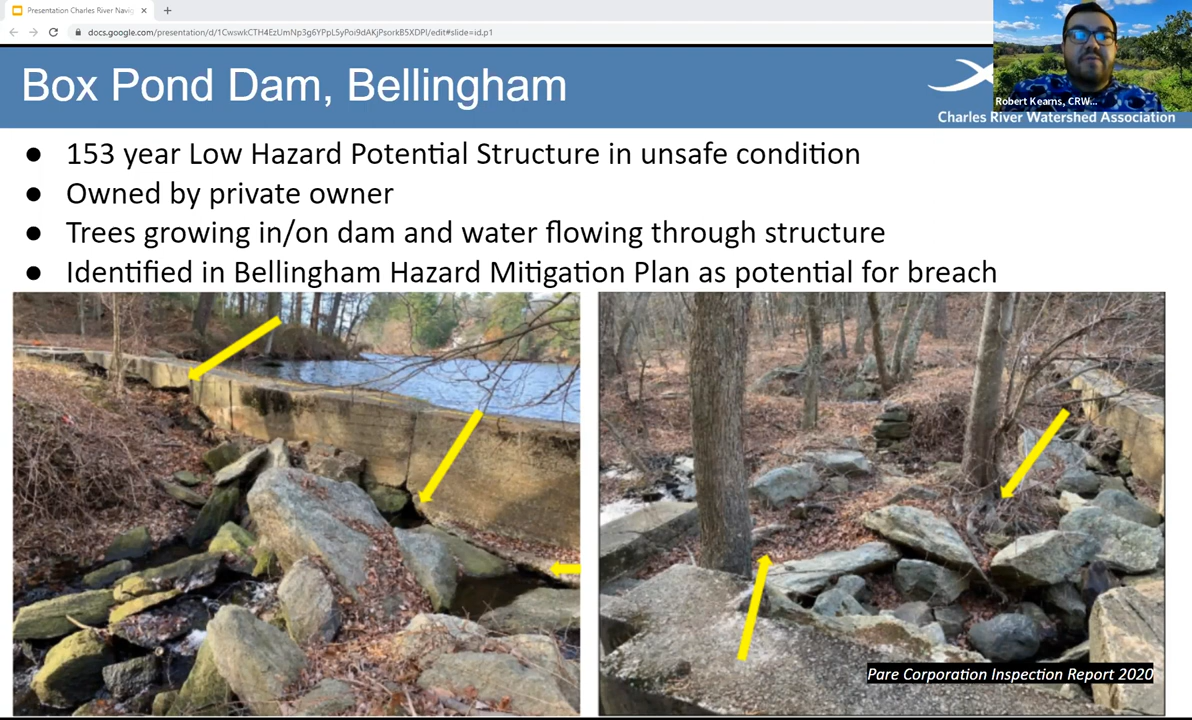 Presentation Charles River Navig
docs.google.com/presentation/d/1CwswkCTH4EzUmNp3g6YPpL5yPoi9dAKjPsorkB5XDPI/edit#slide=id.p1
Box Pond Dam, Bellingham
Robert Kearns, CRW...
Charles River Watershed Association
● 153 year Low Hazard Potential Structure in unsafe condition
● Owned by private owner
● Trees growing in/on dam and water flowing through structure
● Identified in Bellingham Hazard Mitigation Plan as potential for breach
Pare Corporation Inspection Report 2020